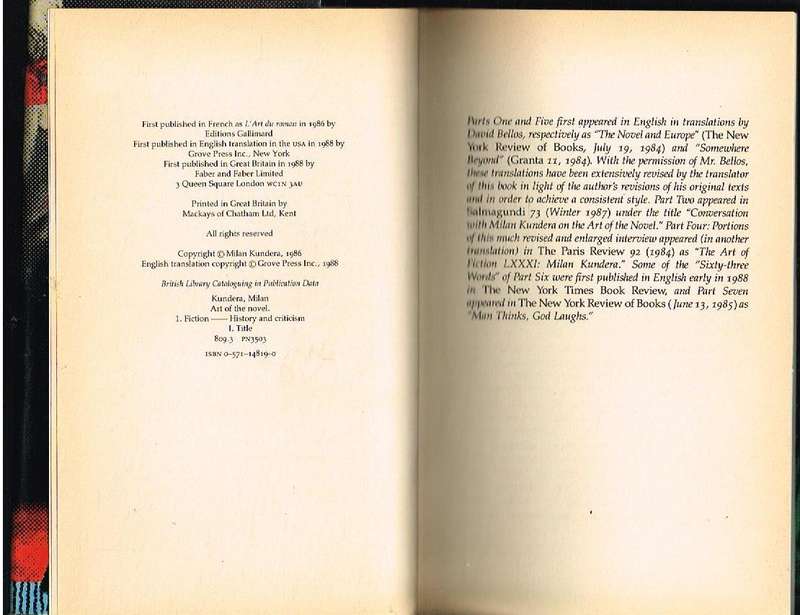 First published in French as L'Art du roman in 1986 by
Editions Gallimard
First published in English translation in the USA in 1988 by
Grove Press Inc., New York
First published in Great Britain in 1988 by
Faber and Faber Limited
3 Queen Square London WC1N 3AU
Printed in Great Britain by
Mackays of Chatham Ltd, Kent
All rights reserved
Copyright © Milan Kundera, 1986
English translation copyright © Grove Press Inc., 1988
British Library Cataloguing in Publication Data
Kundera, Milan
Art of the novel.
1. Fiction —— History and criticism
I. Title
809.3 PN3503
ISBN 0–571–14819–0
Parts One and Five first appeared in English in translations by
David Bellos, respectively as "The Novel and Europe" (The New
York Review of Books, July 19, 1984) and "Somewhere
Beyond" (Granta 11, 1984). With the permission of Mr. Bellos,
these translations have been extensively revised by the translator
of this book in light of the author's revisions of his original texts
and in order to achieve a consistent style. Part Two appeared in
Salmagundi 73 (Winter 1987) under the title "Conversation
with Milan Kundera on the Art of the Novel." Part Four: Portions
of this much revised and enlarged interview appeared (in another
translation) in The Paris Review 92 (1984) as "The Art of
Fiction LXXXI: Milan Kundera." Some of the "Sixty-three
Words" of Part Six were first published in English early in 1988
in The New York Times Book Review, and Part Seven
appeared in The New York Review of Books (June 13, 1985) as
"Man Thinks, God Laughs."